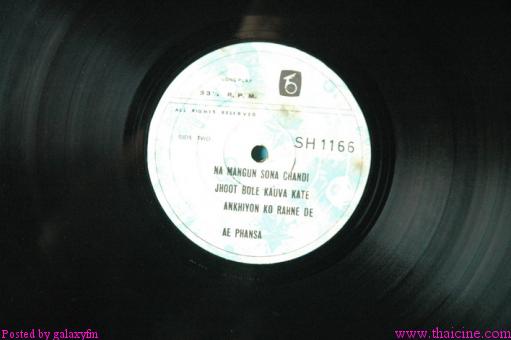 LONG PLAY
33⅓ R. P. M.
ALL RIGHTS RESERVED
SIDE TWO
SH 1166
NA MANGUN SONA CHANDI
JHOOT BOLE KAUVA KATE
ANKHIYON KO RAHNE DE
AE PHANSA
Posted by galaxyfm
www.thaicine.com